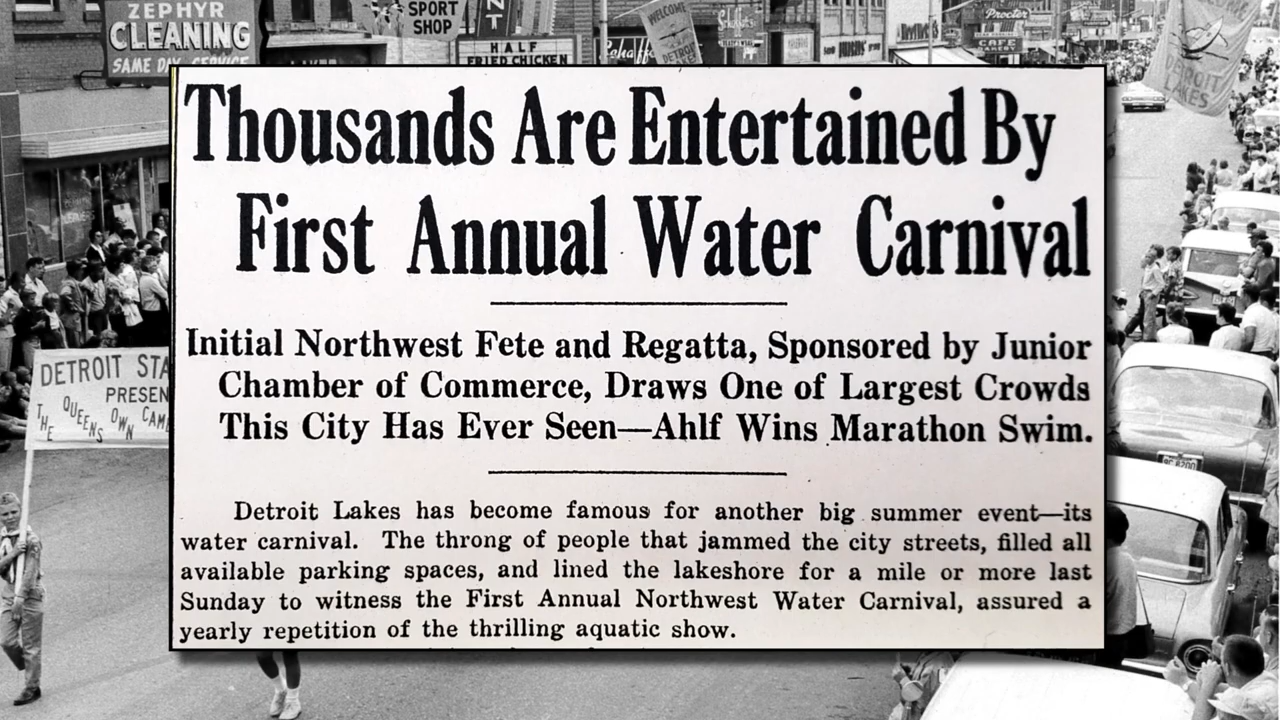 ZEPHYR
CLEANING
SAME DAY SERVICE
SPORT
SHOP
NT
HALF
FRIED CHICKEN
WELCOME
DETROIT
CAFE
DETROIT
LAKES
Thousands Are Entertained By
First Annual Water Carnival
Initial Northwest Fete and Regatta, Sponsored by Junior
Chamber of Commerce, Draws One of Largest Crowds
This City Has Ever Seen—Ahlf Wins Marathon Swim.
Detroit Lakes has become famous for another big summer event—its
water carnival. The throng of people that jammed the city streets, filled all
available parking spaces, and lined the lakeshore for a mile or more last
Sunday to witness the First Annual Northwest Water Carnival, assured a
yearly repetition of the thrilling aquatic show.
DETROIT STA
PRESEN
THE QUEENS OWN CAM